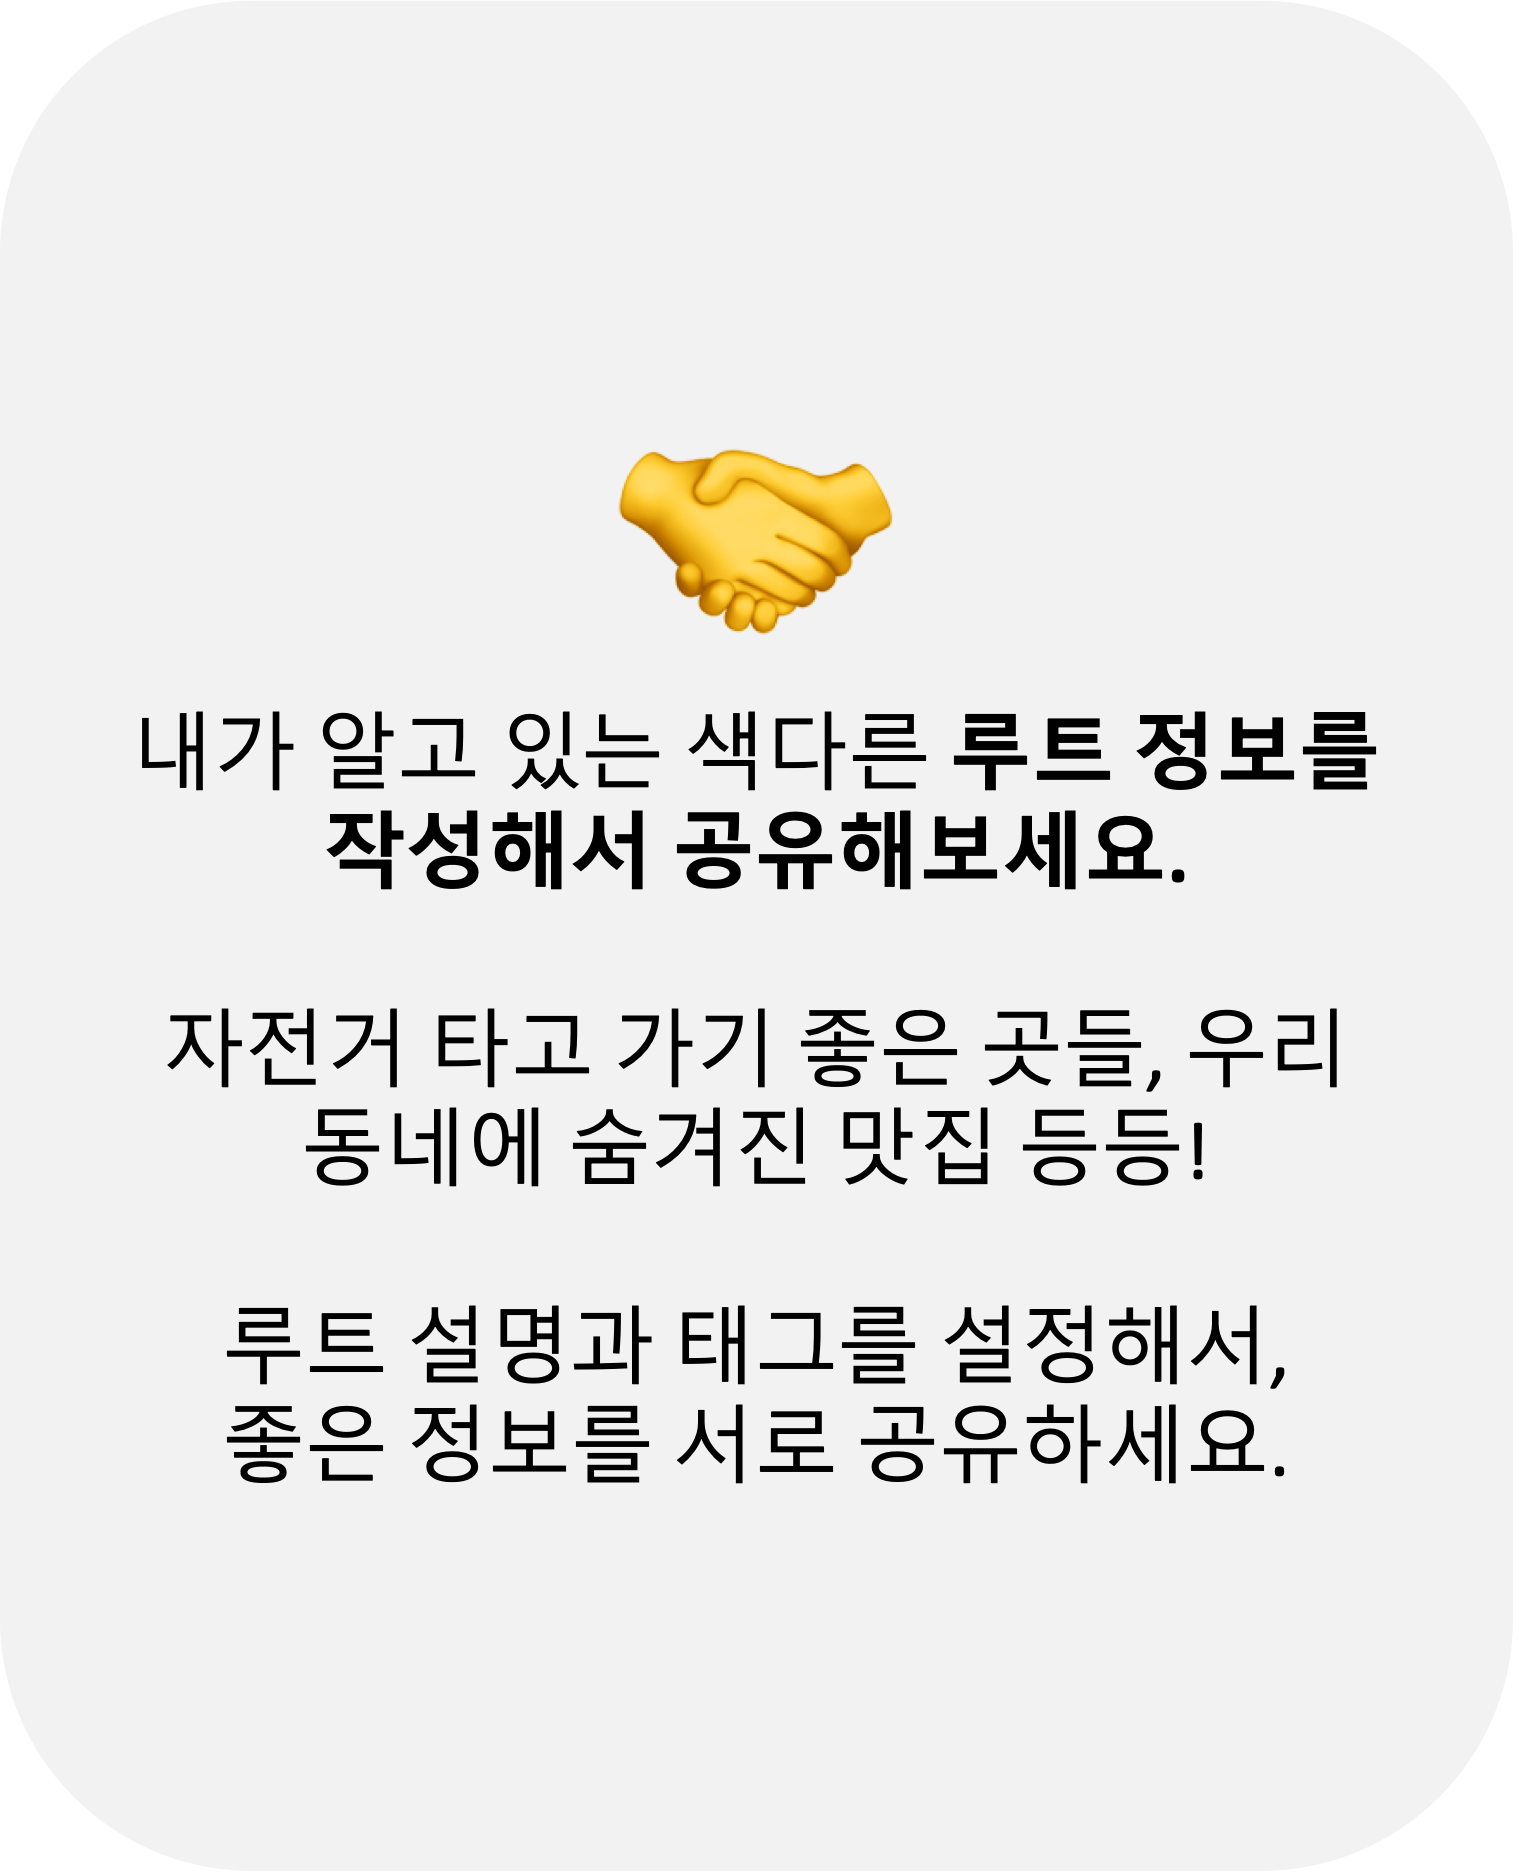 내가 알고 있는 색다른 루트 정보를
작성해서 공유해보세요.
자전거 타고 가기 좋은 곳들, 우리
동네에 숨겨진 맛집 등등!
루트 설명과 태그를 설정해서,
좋은 정보를 서로 공유하세요.